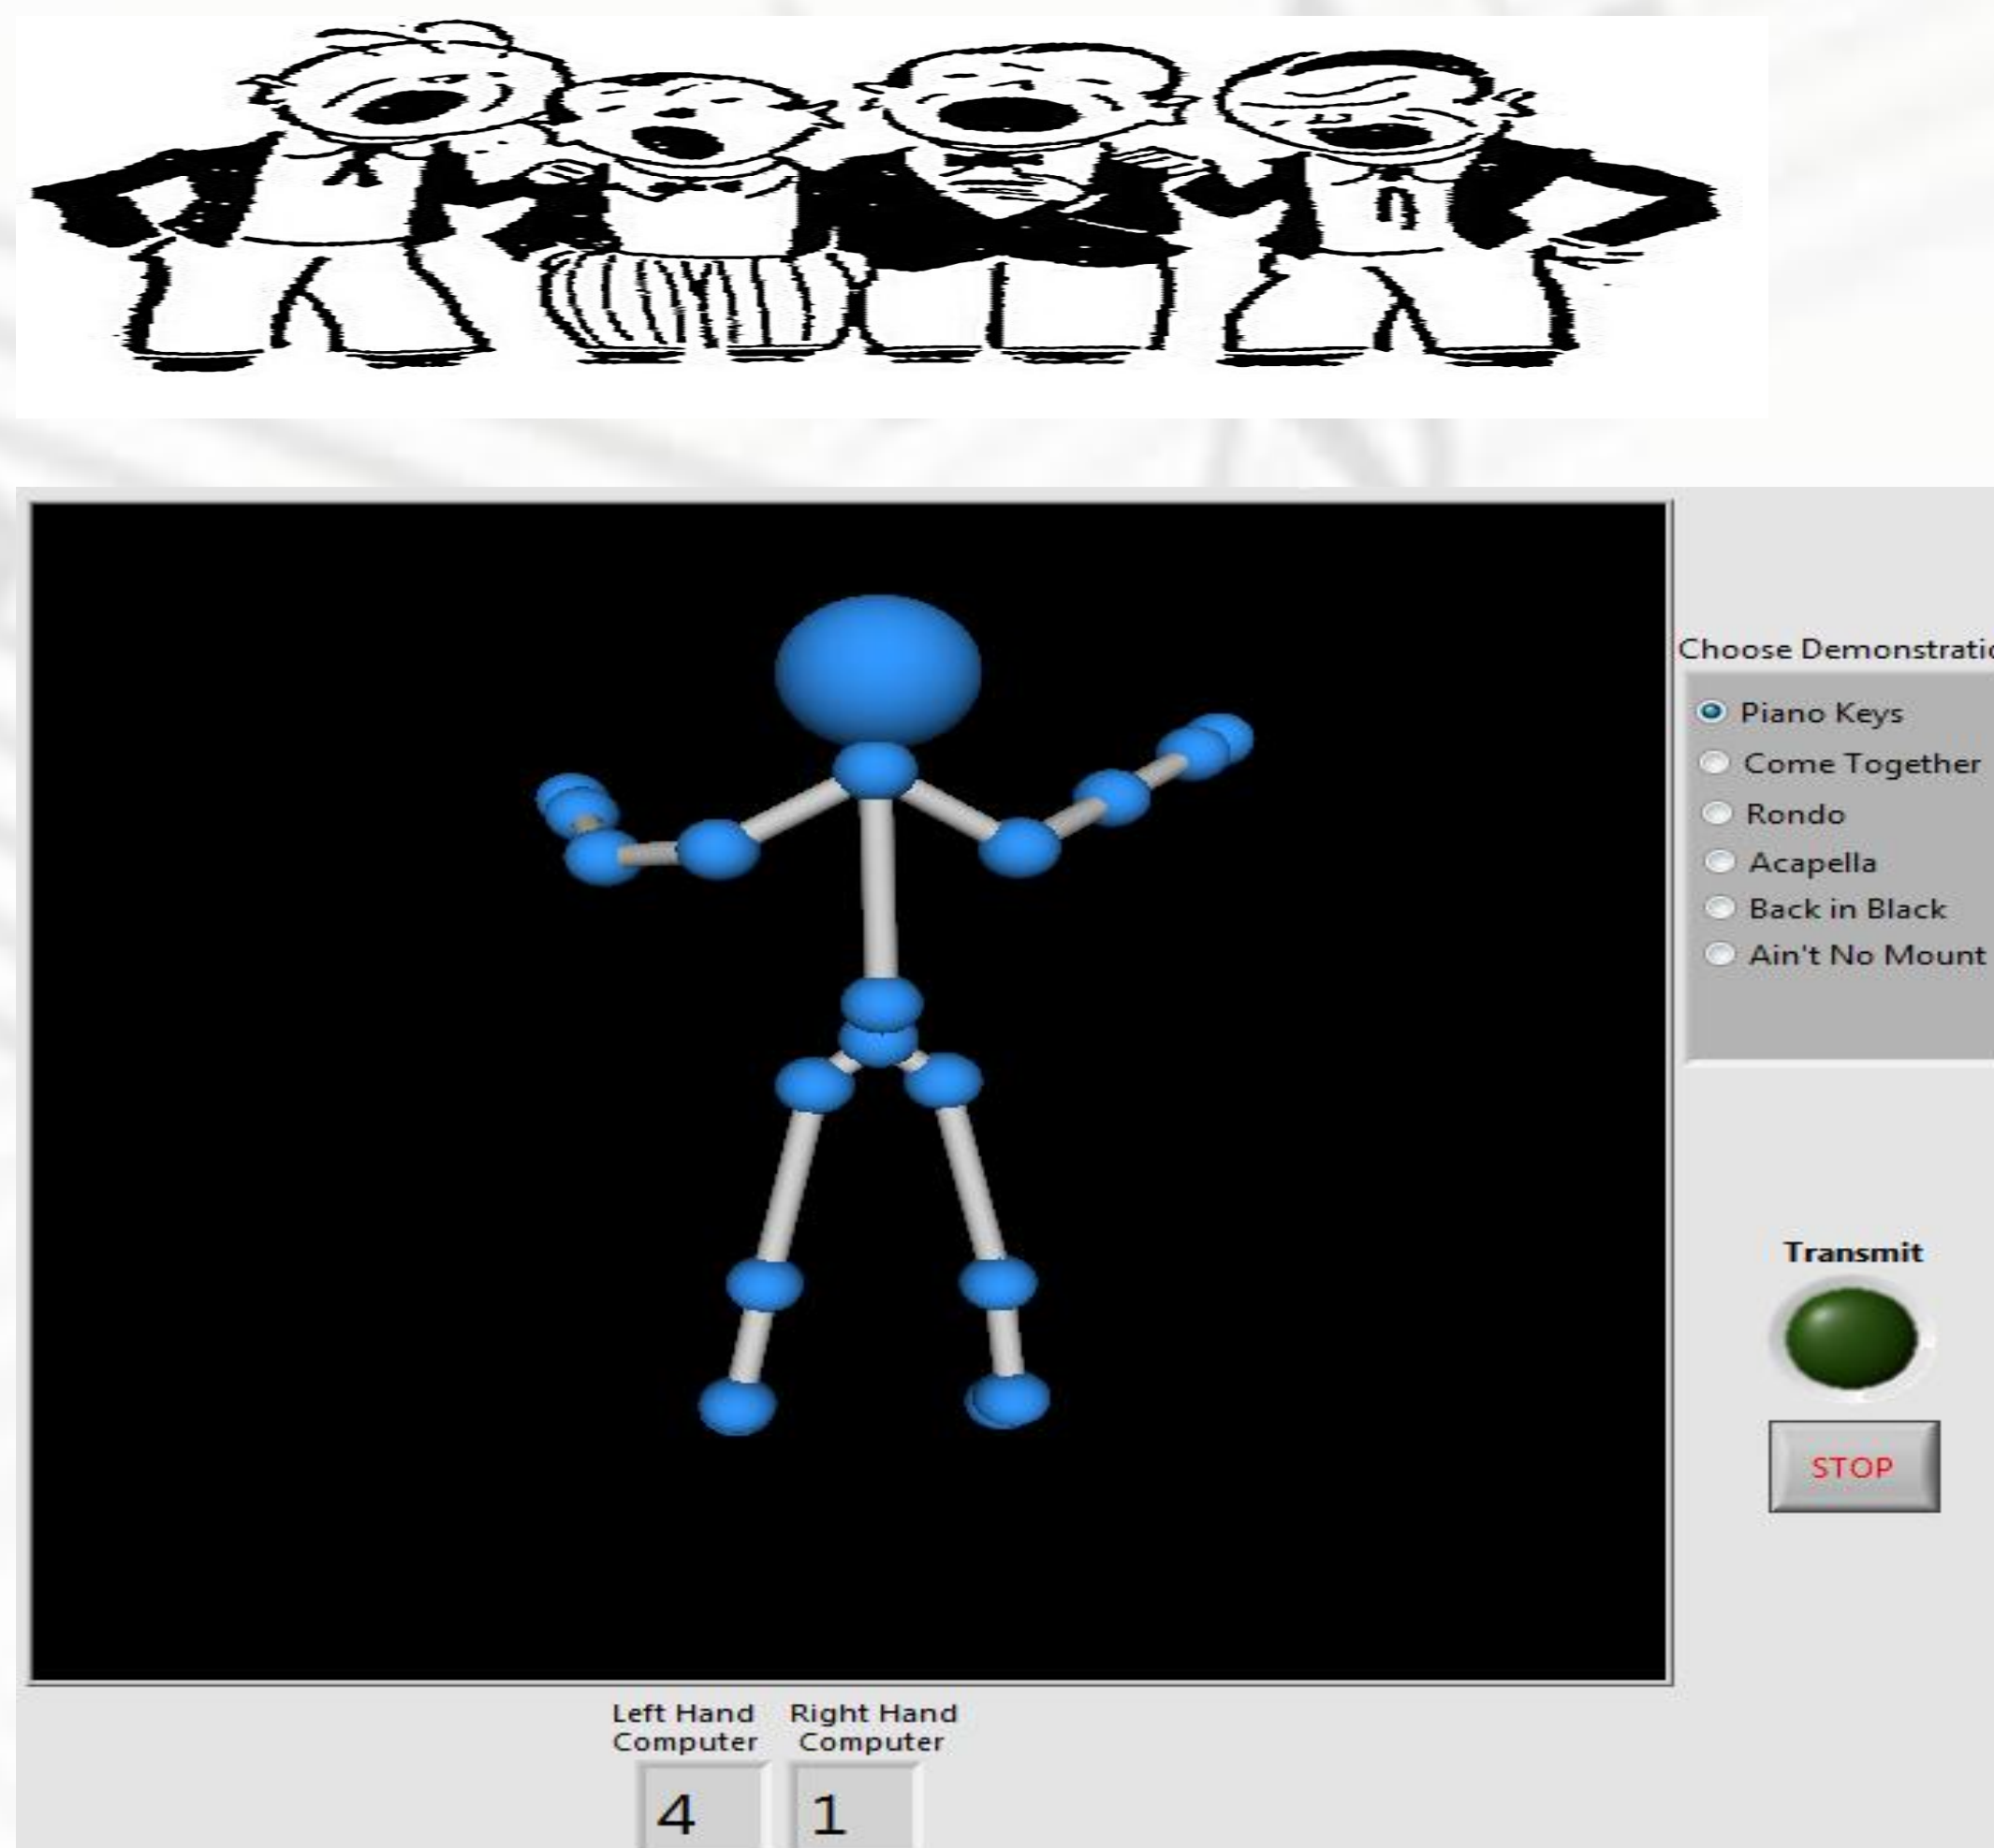 Choose Demonstratio
Piano Keys
Come Together
Rondo
Acapella
Back in Black
Ain't No Mount
Transmit
STOP
Left Hand Computer
Right Hand Computer
4
1